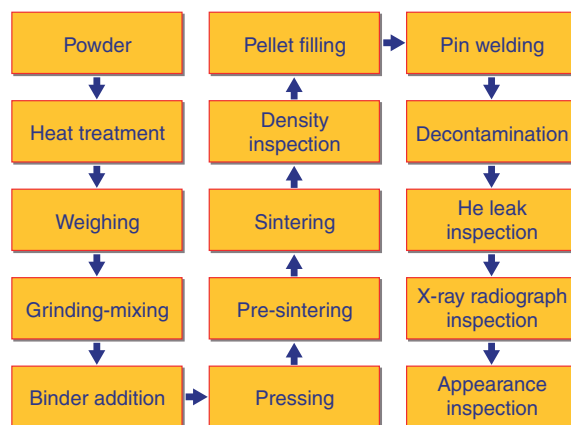 Powder
Heat treatment
Weighing
Grinding-mixing
Binder addition
Pressing
Pre-sintering
Sintering
Density
inspection
Pellet filling
Pin welding
Decontamination
He leak
inspection
X-ray radiograph
inspection
Appearance
inspection